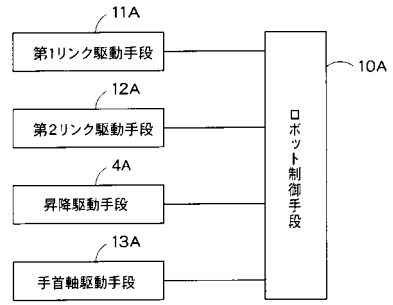 11A
第1リンク駆動手段
12A
第2リンク駆動手段
4A
昇降駆動手段
13A
手首軸駆動手段
ロボット制御手段
10A